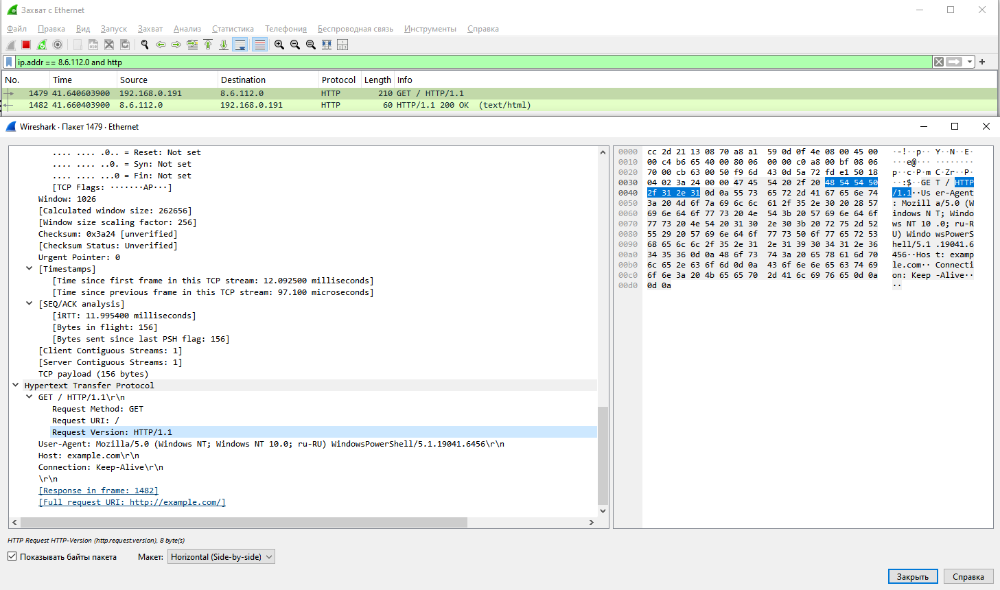 Захват с Ethernet
Файл Правка Вид Запуск Захват Анализ Статистика Телефония Беспроводная связь Инструменты Справка
ip.addr == 8.6.112.0 and http
No. Time Source Destination Protocol Length Info
1479 41.640603900 192.168.0.191 8.6.112.0 HTTP 210 GET / HTTP/1.1
1482 41.660403900 8.6.112.0 192.168.0.191 HTTP 60 HTTP/1.1 200 OK (text/html)
Wireshark · Пакет 1479 · Ethernet
.... .... .0.. = Reset: Not set
.... .... ..0. = Syn: Not set
.... .... ...0 = Fin: Not set
[TCP Flags: ·······AP···]
Window: 1026
[Calculated window size: 262656]
[Window size scaling factor: 256]
Checksum: 0x3a24 [unverified]
[Checksum Status: Unverified]
Urgent Pointer: 0
[Timestamps]
[Time since first frame in this TCP stream: 12.092500 milliseconds]
[Time since previous frame in this TCP stream: 97.100 microseconds]
[SEQ/ACK analysis]
[iRTT: 11.995400 milliseconds]
[Bytes in flight: 156]
[Bytes sent since last PSH flag: 156]
[Client Contiguous Streams: 1]
[Server Contiguous Streams: 1]
TCP payload (156 bytes)
Hypertext Transfer Protocol
GET / HTTP/1.1\r\n
Request Method: GET
Request URI: /
Request Version: HTTP/1.1
User-Agent: Mozilla/5.0 (Windows NT; Windows NT 10.0; ru-RU) WindowsPowerShell/5.1.19041.6456\r\n
Host: example.com\r\n
Connection: Keep-Alive\r\n
\r\n
[Response in frame: 1482]
[Full request URI: http://example.com/]
0000 cc 2d 21 13 08 70 a8 a1 59 0d 0f 4e 08 00 45 00 ·-!··p·· Y··N··E·
0010 00 c4 b6 65 40 00 80 06 00 00 c0 a8 00 bf 08 06 ···e@··· ········
0020 70 00 cb 63 00 50 f9 6d 43 0d 5a 72 fd e1 50 18 p··c·P·m C·Zr··P·
0030 04 02 3a 24 00 00 47 45 54 20 2f 20 48 54 54 50 ··:$··GE T / HTTP
0040 2f 31 2e 31 0d 0a 55 73 65 72 2d 41 67 65 6e 74 /1.1··Us er-Agent
0050 3a 20 4d 6f 7a 69 6c 6c 61 2f 35 2e 30 20 28 57 : Mozill a/5.0 (W
0060 69 6e 64 6f 77 73 20 4e 54 3b 20 57 69 6e 64 6f indows N T; Windo
0070 77 73 20 4e 54 20 31 30 2e 30 3b 20 72 75 2d 52 ws NT 10 .0; ru-R
0080 55 29 20 57 69 6e 64 6f 77 73 50 6f 77 65 72 53 U) Windo wsPowerS
0090 68 65 6c 6c 2f 35 2e 31 2e 31 39 30 34 31 2e 36 hell/5.1 .19041.6
00a0 34 35 36 0d 0a 48 6f 73 74 3a 20 65 78 61 6d 70 456··Hos t: examp
00b0 6c 65 2e 63 6f 6d 0d 0a 43 6f 6e 6e 65 63 74 69 le.com·· Connecti
00c0 6f 6e 3a 20 4b 65 65 70 2d 41 6c 69 76 65 0d 0a on: Keep -Alive··
00d0 0d 0a ··
HTTP Request HTTP-Version (http.request.version), 8 byte(s)
Показывать байты пакета Макет: Horizontal (Side-by-side)
Закрыть Справка